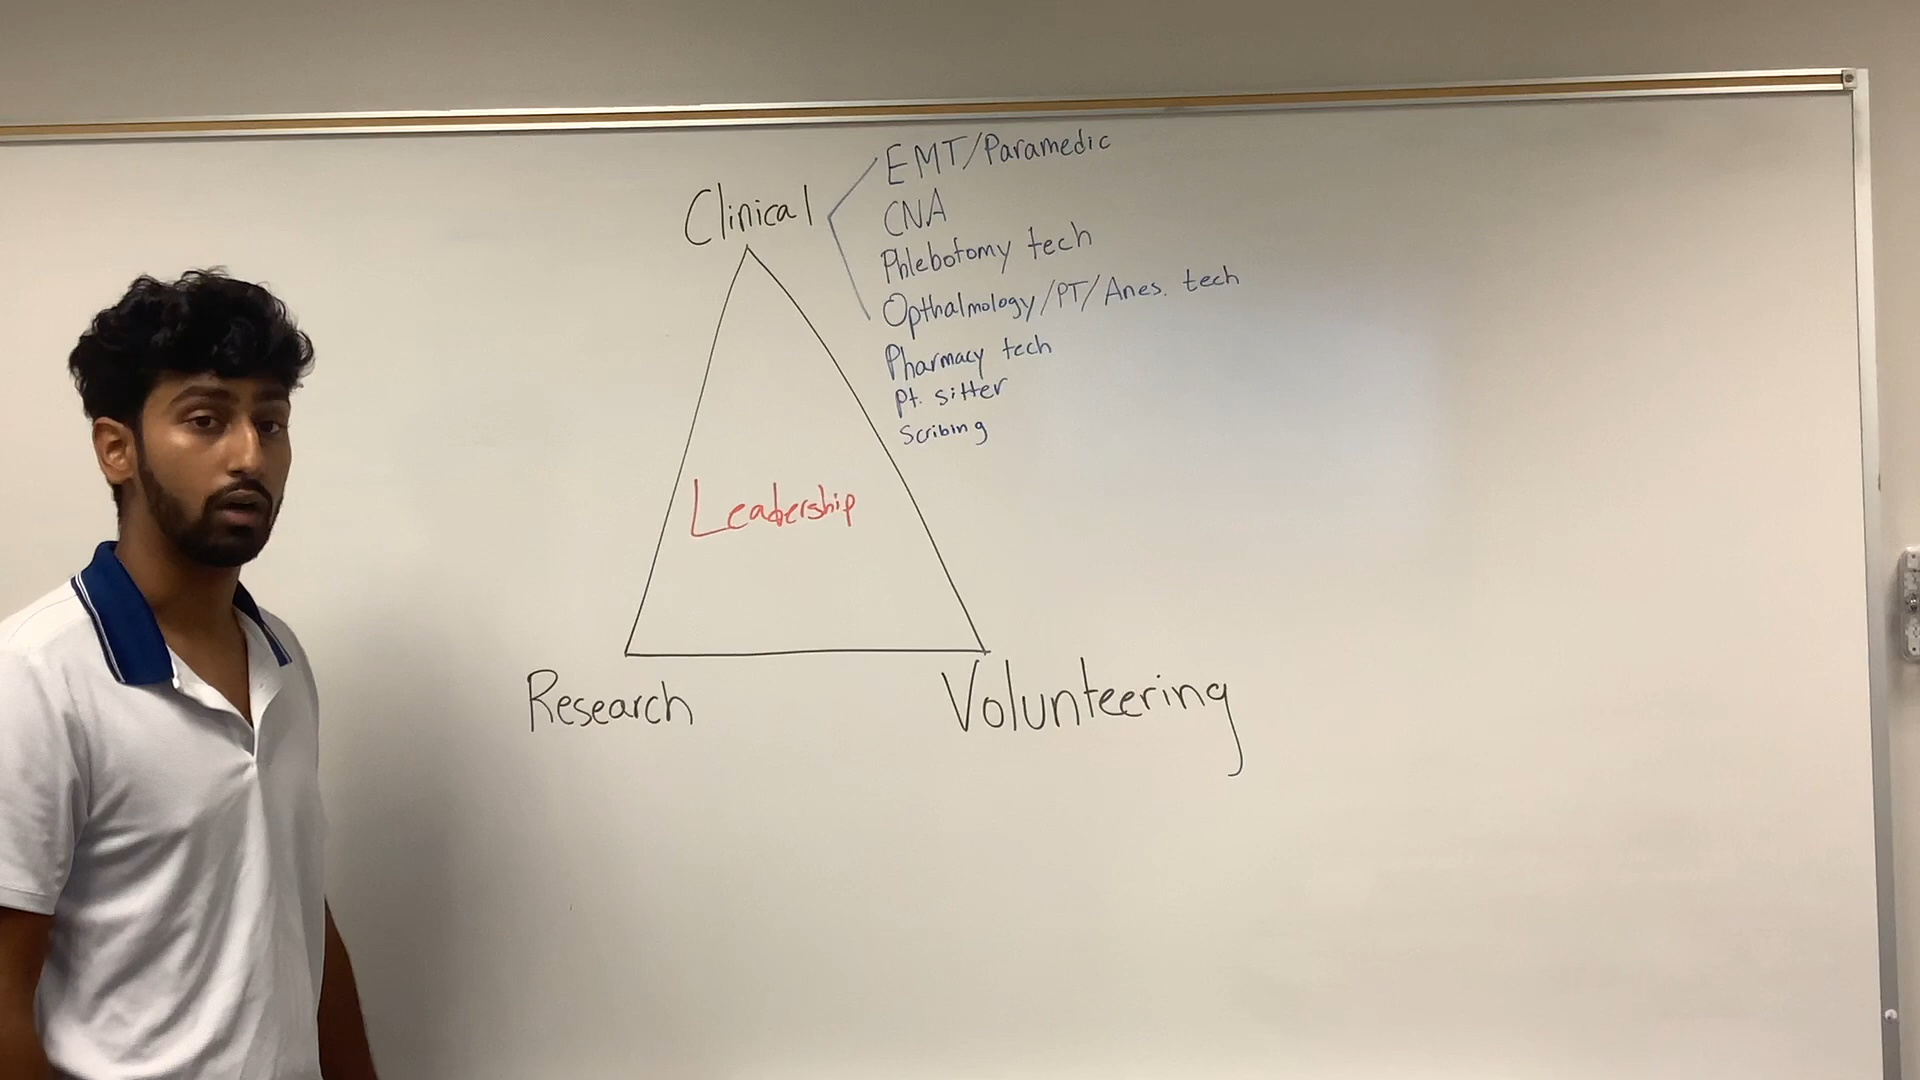 EMT/Paramedic
Clinical
CNA
Phlebotomy tech
Opthalmology/PT/Anes. tech
Pharmacy tech
Pt. sitter
Scribing
Leadership
Research
Volunteering